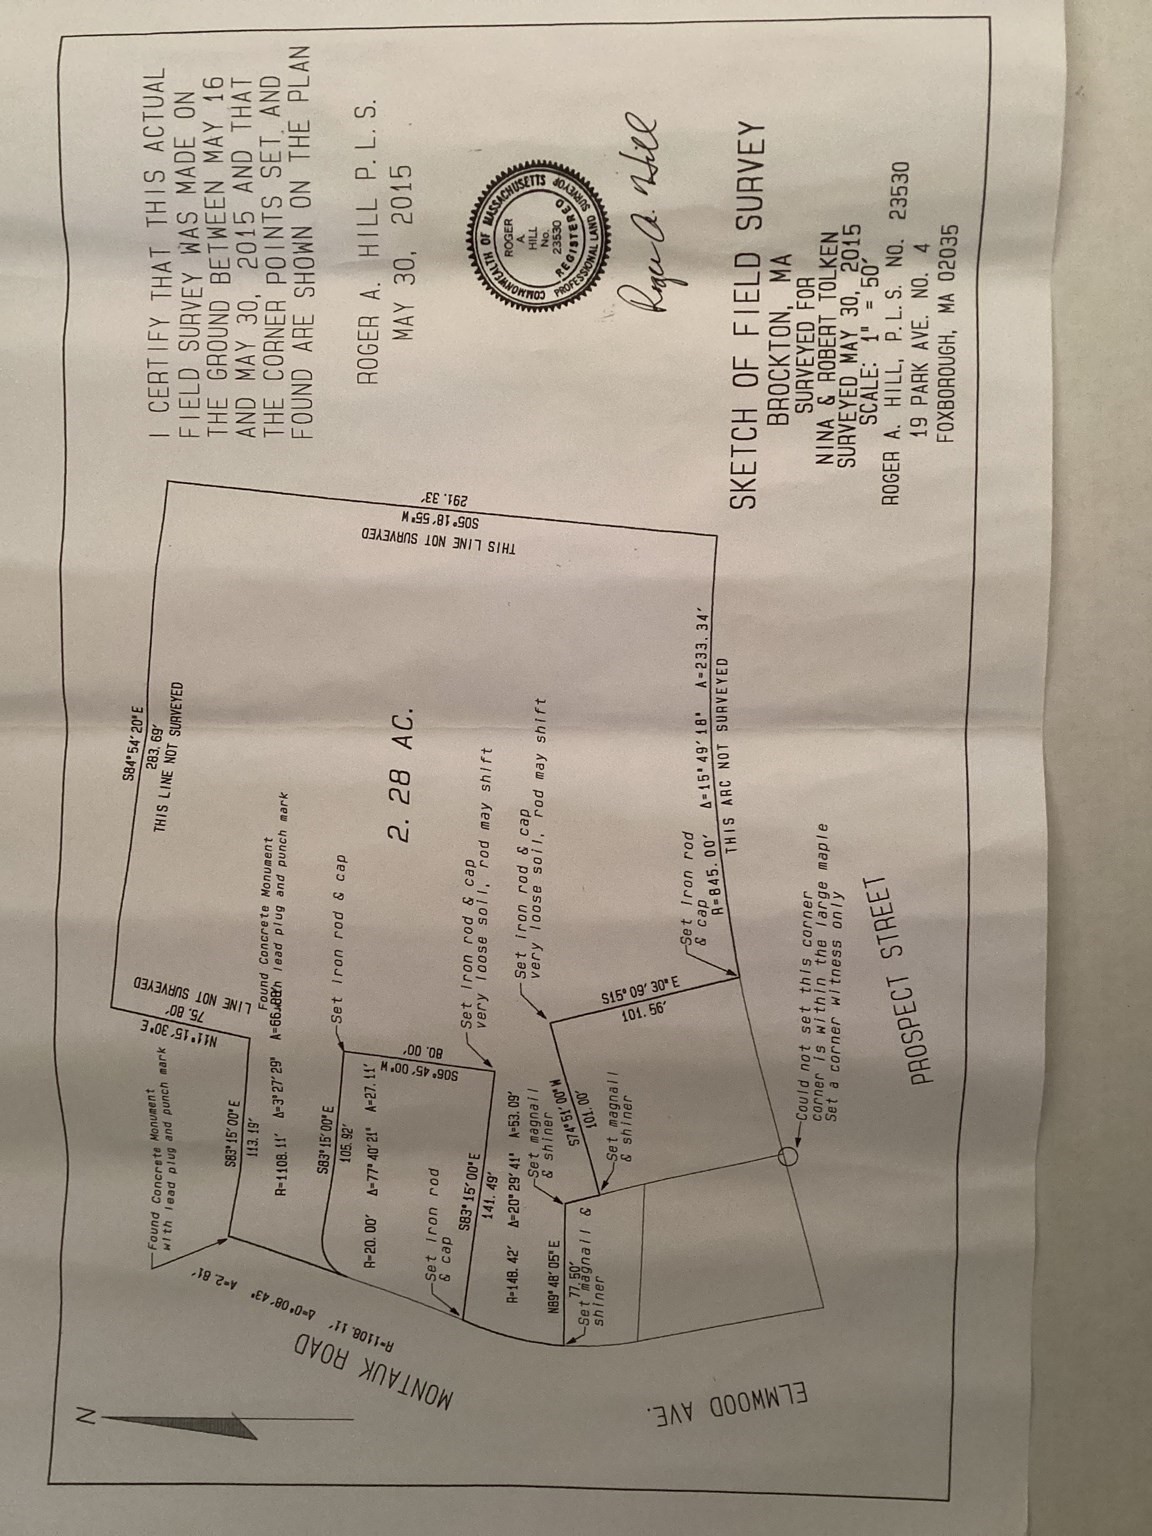 N
MONTAUK ROAD
R=1108.11' Δ=0°08'43" A=2.81'
Found Concrete Monument
with lead plug and punch mark
N11°15'30"E
75.80'
LINE NOT SURVEYED
S84°54'20"E
283.69'
THIS LINE NOT SURVEYED
S05°18'55"W
291.33'
THIS LINE NOT SURVEYED
S83°15'00"E
113.19'
Found Concrete Monument
with lead plug and punch mark
R=1108.11' Δ=3°27'29" A=66.88'
S83°15'00"E
105.92'
Set Iron rod & cap
R=20.00' Δ=77°40'21" A=27.11'
S06°45'00"W
80.00'
2.28 AC.
Set Iron rod
& cap
S83°15'00"E
141.49'
Set Iron rod & cap
very loose soil, rod may shift
R=148.42' Δ=20°29'41" A=53.09'
Set magnail
& shiner
Set Iron rod & cap
very loose soil, rod may shift
N89°48'05"E
77.50'
Set magnail &
shiner
S74°51'00"W
101.00'
Set magnail
& shiner
S15°09'30"E
101.56'
Set Iron rod
& cap
R=845.00' Δ=15°49'18" A=233.34'
THIS ARC NOT SURVEYED
Could not set this corner
corner is within the large maple
Set a corner witness only
ELMWOOD AVE.
PROSPECT STREET
I CERTIFY THAT THIS ACTUAL
FIELD SURVEY WAS MADE ON
THE GROUND BETWEEN MAY 16
AND MAY 30, 2015 AND THAT
THE CORNER POINTS SET, AND
FOUND ARE SHOWN ON THE PLAN
ROGER A. HILL P.L.S.
MAY 30, 2015
COMMONWEALTH OF MASSACHUSETTS
ROGER
A.
HILL
No.
23530
REGISTERED
PROFESSIONAL LAND SURVEYOR
Roger A. Hill
SKETCH OF FIELD SURVEY
BROCKTON, MA
SURVEYED FOR
NINA & ROBERT TOLKEN
SURVEYED MAY 30, 2015
SCALE: 1" = 50'
ROGER A. HILL, P.L.S. NO. 23530
19 PARK AVE. NO. 4
FOXBOROUGH, MA 02035